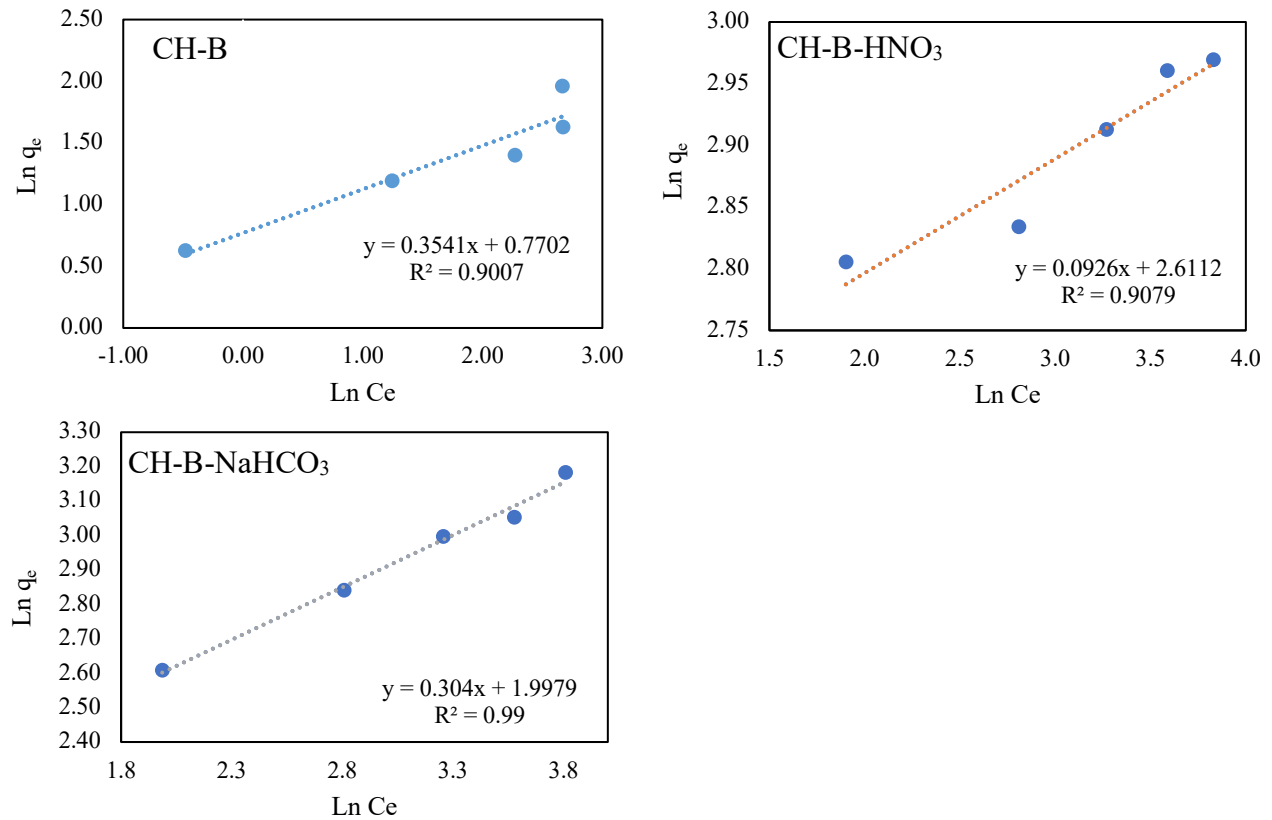 CH-B
2.50
2.00
1.50
1.00
0.50
0.00
Ln qₑ
y = 0.3541x + 0.7702
R² = 0.9007
-1.00 0.00 1.00 2.00 3.00
Ln Ce
CH-B-HNO₃
3.00
2.95
2.90
2.85
2.80
2.75
Ln qₑ
y = 0.0926x + 2.6112
R² = 0.9079
1.5 2.0 2.5 3.0 3.5 4.0
Ln Ce
CH-B-NaHCO₃
3.30
3.20
3.10
3.00
2.90
2.80
2.70
2.60
2.50
2.40
Ln qₑ
y = 0.304x + 1.9979
R² = 0.99
1.8 2.3 2.8 3.3 3.8
Ln Ce